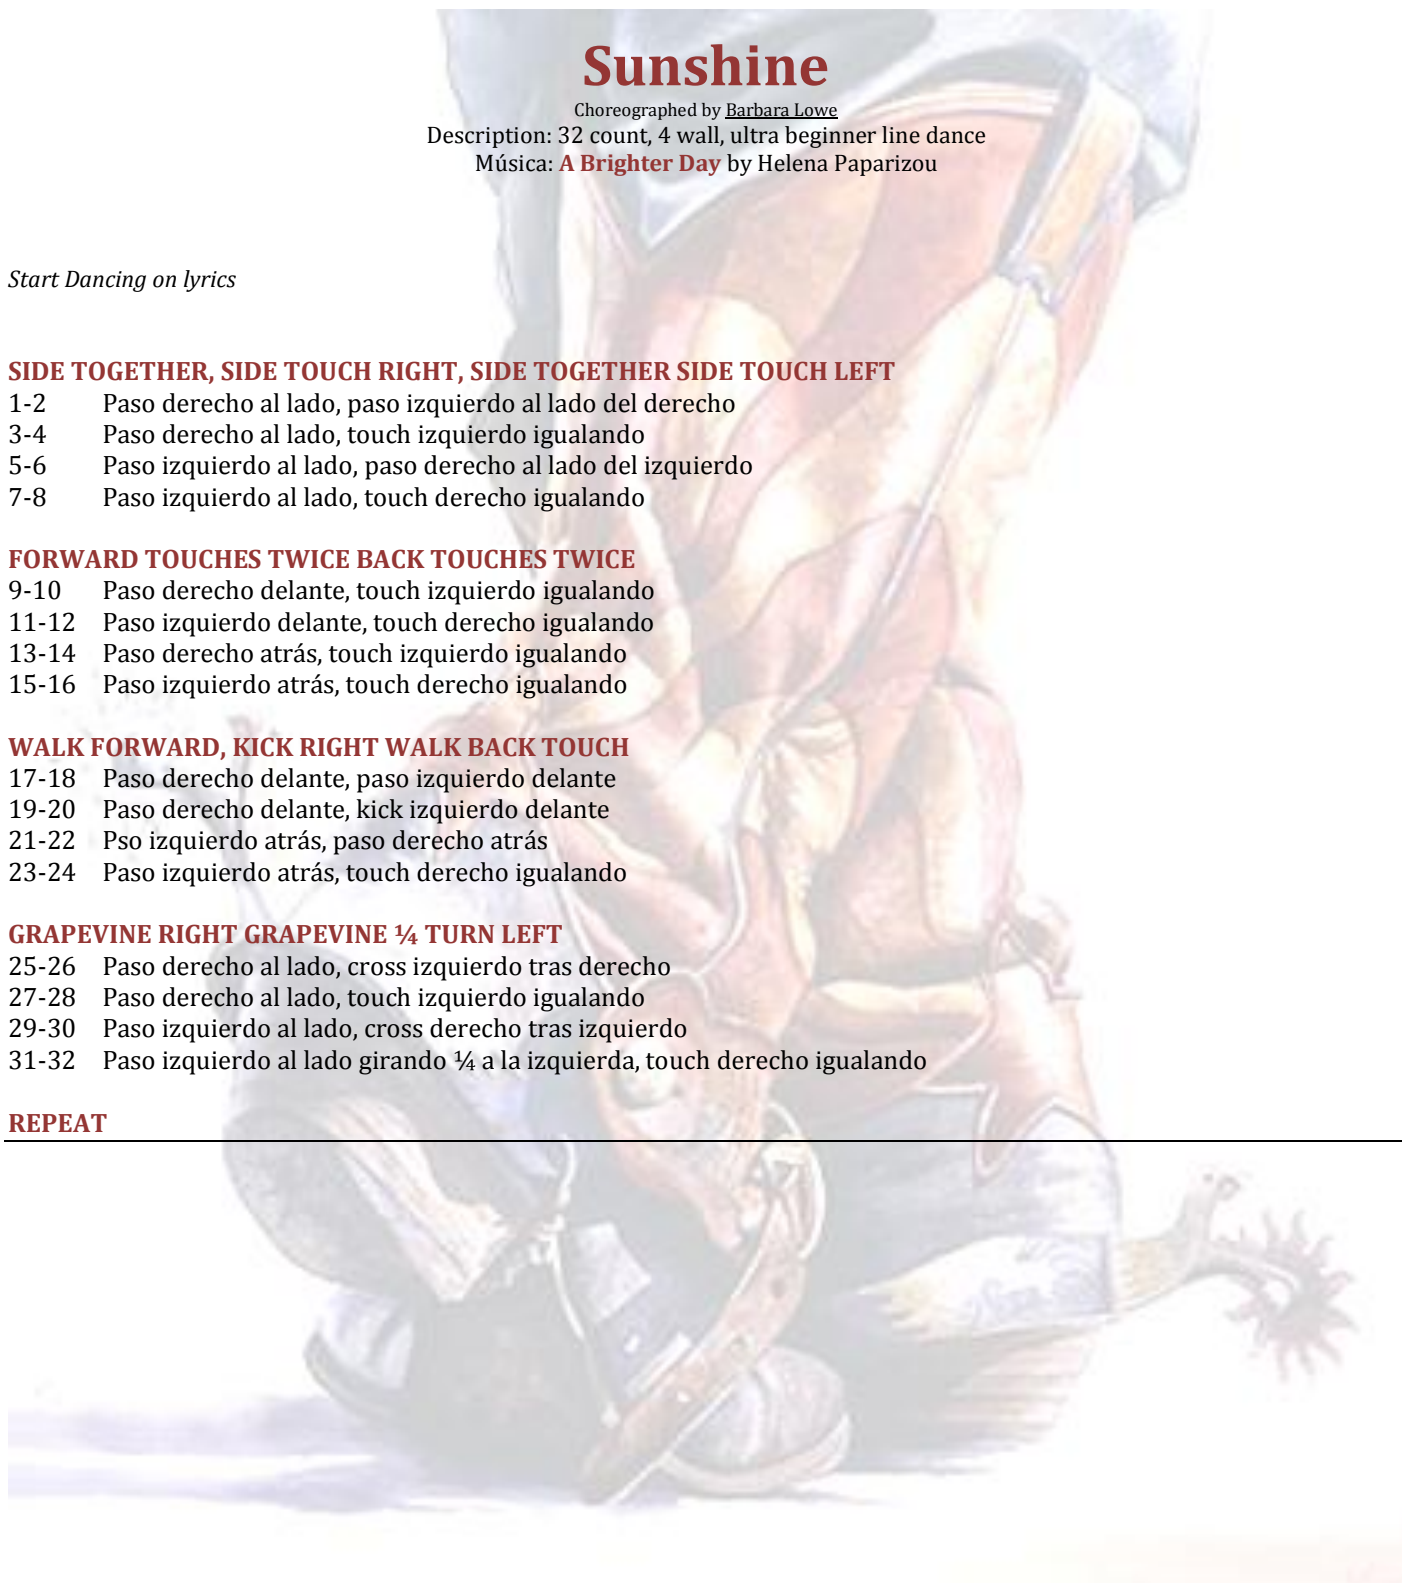 Sunshine
Choreographed by Barbara Lowe
Description: 32 count, 4 wall, ultra beginner line dance
Música: A Brighter Day by Helena Paparizou
Start Dancing on lyrics
SIDE TOGETHER, SIDE TOUCH RIGHT, SIDE TOGETHER SIDE TOUCH LEFT
1-2 Paso derecho al lado, paso izquierdo al lado del derecho
3-4 Paso derecho al lado, touch izquierdo igualando
5-6 Paso izquierdo al lado, paso derecho al lado del izquierdo
7-8 Paso izquierdo al lado, touch derecho igualando
FORWARD TOUCHES TWICE BACK TOUCHES TWICE
9-10 Paso derecho delante, touch izquierdo igualando
11-12 Paso izquierdo delante, touch derecho igualando
13-14 Paso derecho atrás, touch izquierdo igualando
15-16 Paso izquierdo atrás, touch derecho igualando
WALK FORWARD, KICK RIGHT WALK BACK TOUCH
17-18 Paso derecho delante, paso izquierdo delante
19-20 Paso derecho delante, kick izquierdo delante
21-22 Pso izquierdo atrás, paso derecho atrás
23-24 Paso izquierdo atrás, touch derecho igualando
GRAPEVINE RIGHT GRAPEVINE ¼ TURN LEFT
25-26 Paso derecho al lado, cross izquierdo tras derecho
27-28 Paso derecho al lado, touch izquierdo igualando
29-30 Paso izquierdo al lado, cross derecho tras izquierdo
31-32 Paso izquierdo al lado girando ¼ a la izquierda, touch derecho igualando
REPEAT